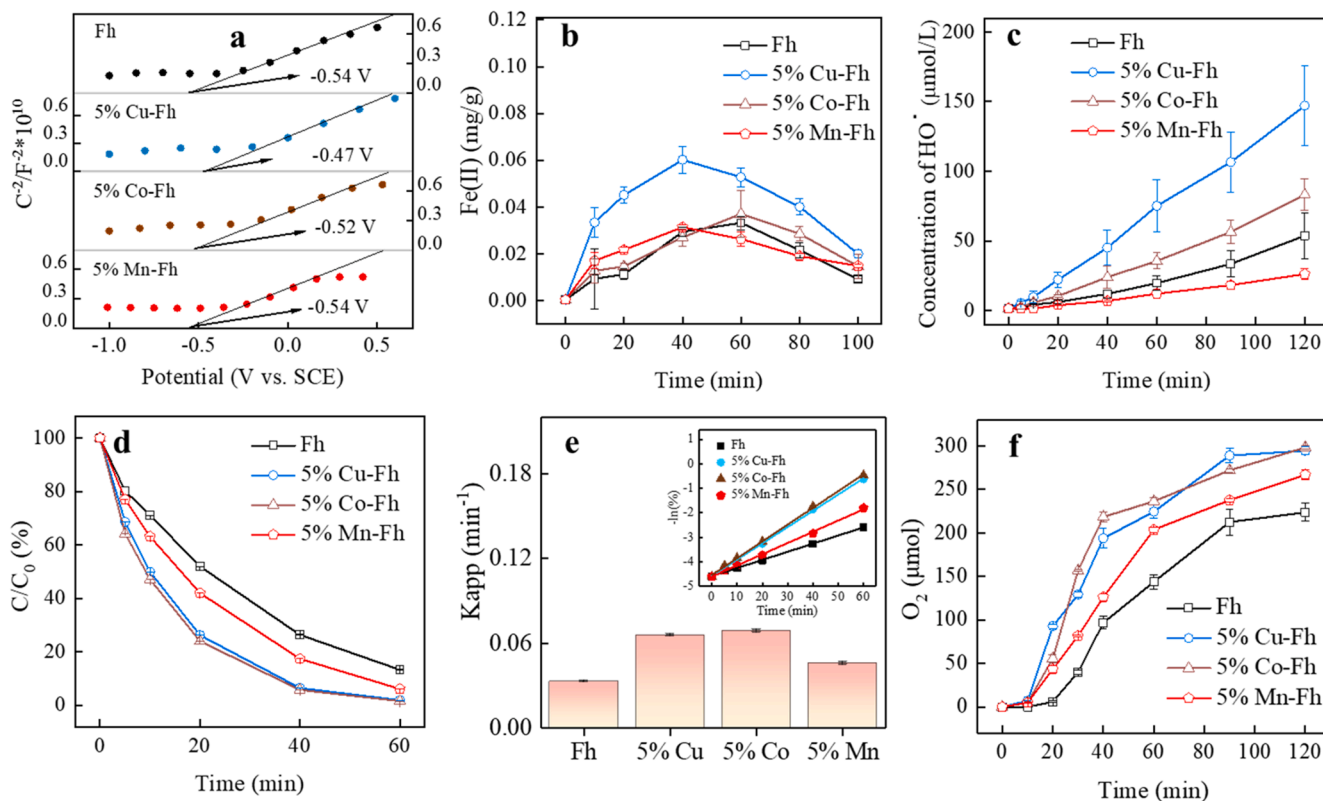 a
Fh
0.6
0.3
0.0
-0.54 V
5% Cu-Fh
0.6
0.3
0.0
-0.47 V
5% Co-Fh
0.6
0.3
0.0
-0.52 V
5% Mn-Fh
0.6
0.3
0.0
-0.54 V
C⁻²/F⁻²*10¹⁰
-1.0 -0.5 0.0 0.5
Potential (V vs. SCE)
b
Fh
5% Cu-Fh
5% Co-Fh
5% Mn-Fh
Fe(II) (mg/g)
0.12
0.10
0.08
0.06
0.04
0.02
0.00
0 20 40 60 80 100
Time (min)
c
Fh
5% Cu-Fh
5% Co-Fh
5% Mn-Fh
Concentration of HO˙ (μmol/L)
200
150
100
50
0
0 20 40 60 80 100 120
Time (min)
d
Fh
5% Cu-Fh
5% Co-Fh
5% Mn-Fh
C/C₀ (%)
100
80
60
40
20
0
0 20 40 60
Time (min)
e
Kapp (min⁻¹)
0.18
0.12
0.06
0.00
Fh 5% Cu 5% Co 5% Mn
Fh
5% Cu-Fh
5% Co-Fh
5% Mn-Fh
-ln(%)
1
0
-1
-2
-3
-4
-5
0 10 20 30 40 50 60
Time (min)
f
Fh
5% Cu-Fh
5% Co-Fh
5% Mn-Fh
O₂ (μmol)
300
250
200
150
100
50
0
0 20 40 60 80 100 120
Time (min)